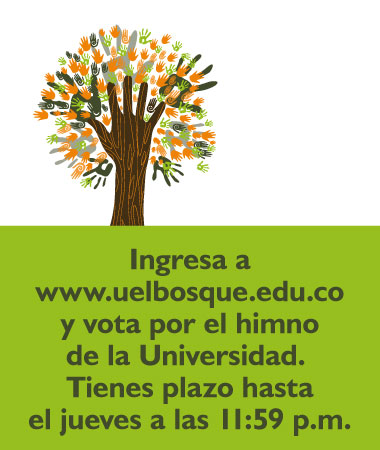 Ingresa a
www.uelbosque.edu.co
y vota por el himno
de la Universidad.
Tienes plazo hasta
el jueves a las 11:59 p.m.